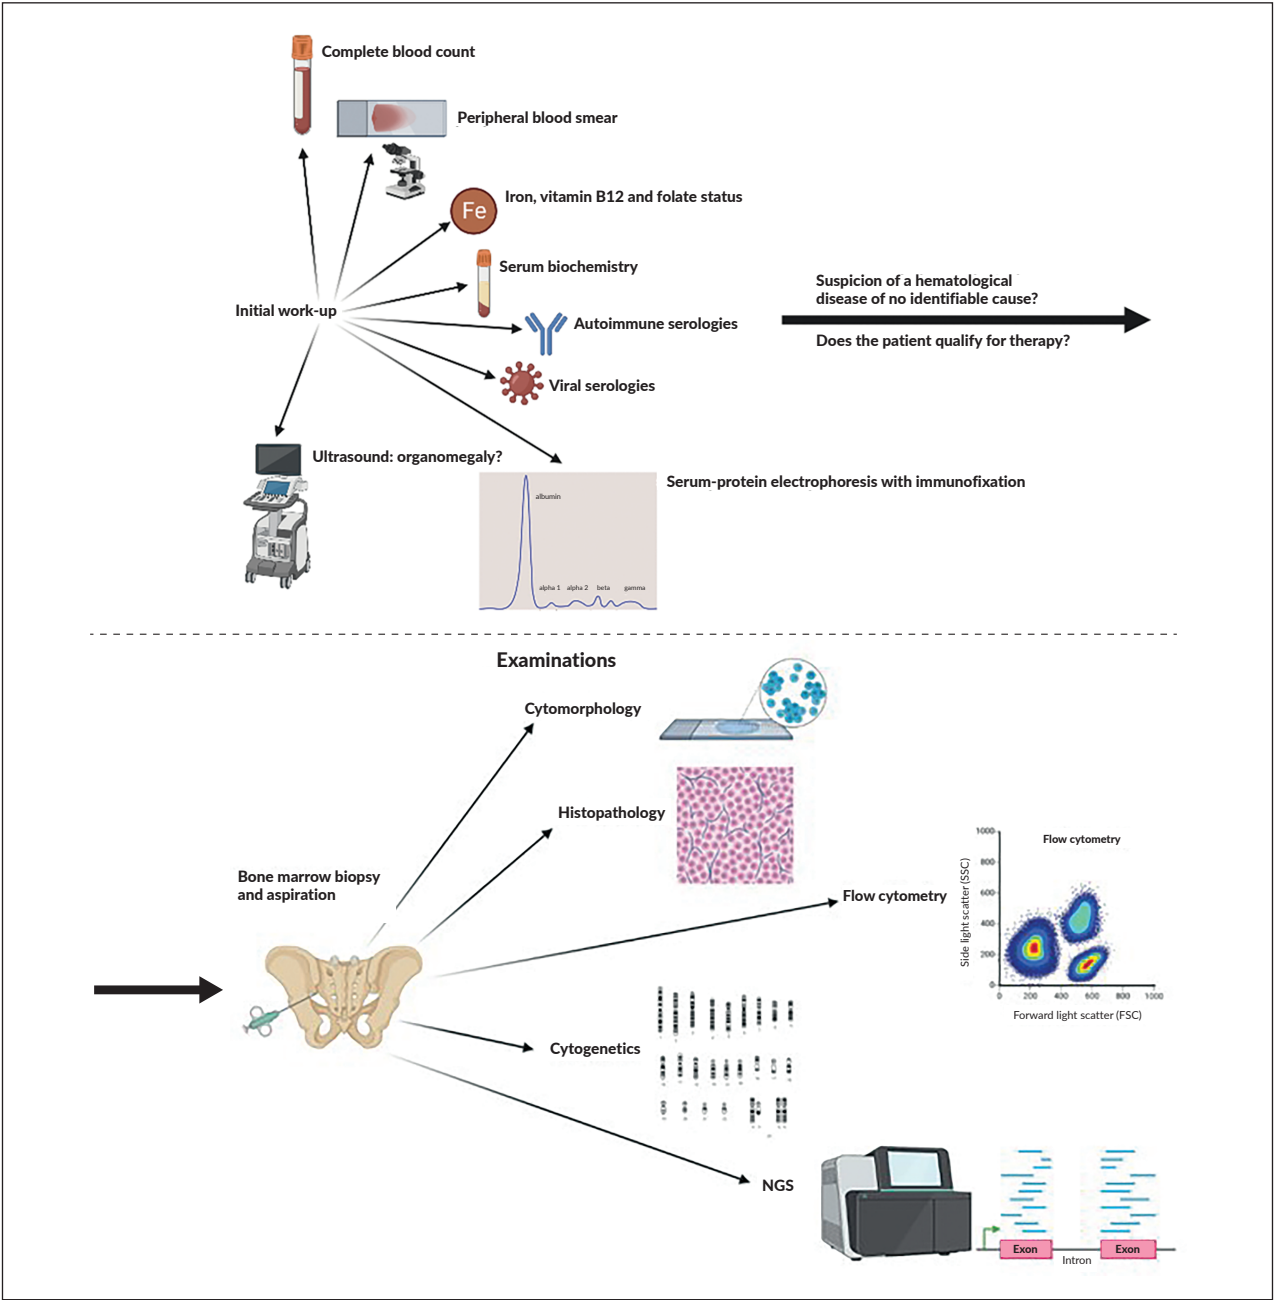 Complete blood count
Peripheral blood smear
Fe
Iron, vitamin B12 and folate status
Serum biochemistry
Initial work-up
Autoimmune serologies
Viral serologies
Suspicion of a hematological
disease of no identifiable cause?
Does the patient qualify for therapy?
Ultrasound: organomegaly?
Serum-protein electrophoresis with immunofixation
albumin
alpha 1
alpha 2
beta
gamma
Examinations
Cytomorphology
Histopathology
Bone marrow biopsy
and aspiration
Flow cytometry
Flow cytometry
Side light scatter (SSC)
1000
800
600
400
200
0
0 200 400 600 800 1000
Forward light scatter (FSC)
Cytogenetics
NGS
Exon
Intron
Exon